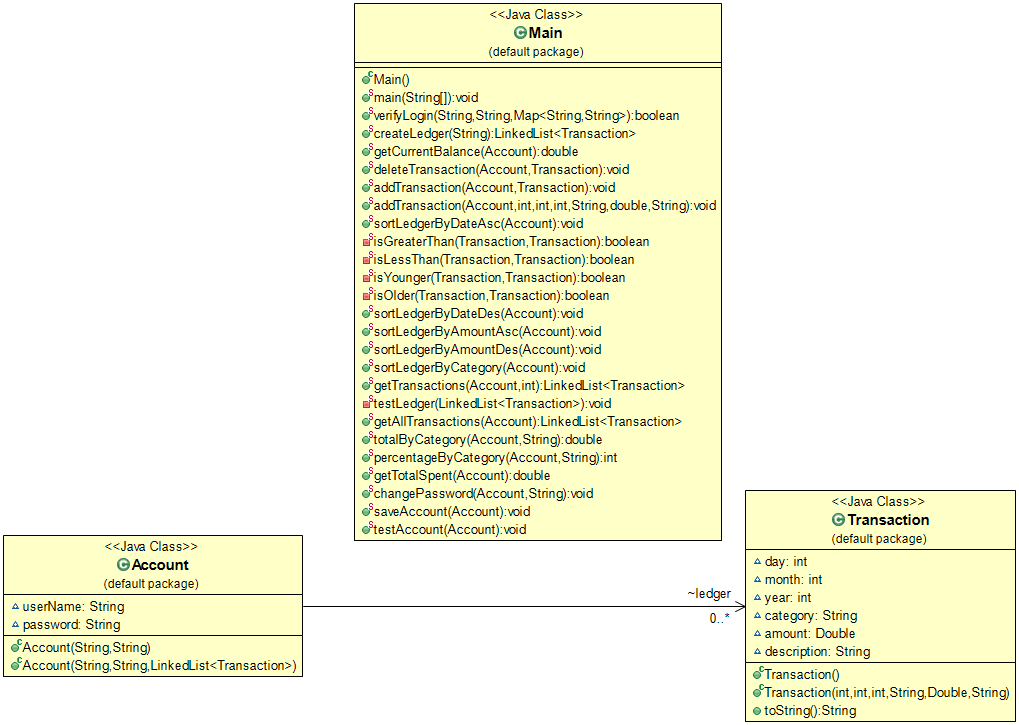 <<Java Class>>
Main
(default package)
Main()
main(String[]):void
verifyLogin(String,String,Map<String,String>):boolean
createLedger(String):LinkedList<Transaction>
getCurrentBalance(Account):double
deleteTransaction(Account,Transaction):void
addTransaction(Account,Transaction):void
addTransaction(Account,int,int,int,String,double,String):void
sortLedgerByDateAsc(Account):void
isGreaterThan(Transaction,Transaction):boolean
isLessThan(Transaction,Transaction):boolean
isYounger(Transaction,Transaction):boolean
isOlder(Transaction,Transaction):boolean
sortLedgerByDateDes(Account):void
sortLedgerByAmountAsc(Account):void
sortLedgerByAmountDes(Account):void
sortLedgerByCategory(Account):void
getTransactions(Account,int):LinkedList<Transaction>
testLedger(LinkedList<Transaction>):void
getAllTransactions(Account):LinkedList<Transaction>
totalByCategory(Account,String):double
percentageByCategory(Account,String):int
getTotalSpent(Account):double
changePassword(Account,String):void
saveAccount(Account):void
testAccount(Account):void
<<Java Class>>
Account
(default package)
userName: String
password: String
Account(String,String)
Account(String,String,LinkedList<Transaction>)
~ledger
0..*
<<Java Class>>
Transaction
(default package)
day: int
month: int
year: int
category: String
amount: Double
description: String
Transaction()
Transaction(int,int,int,String,Double,String)
toString():String